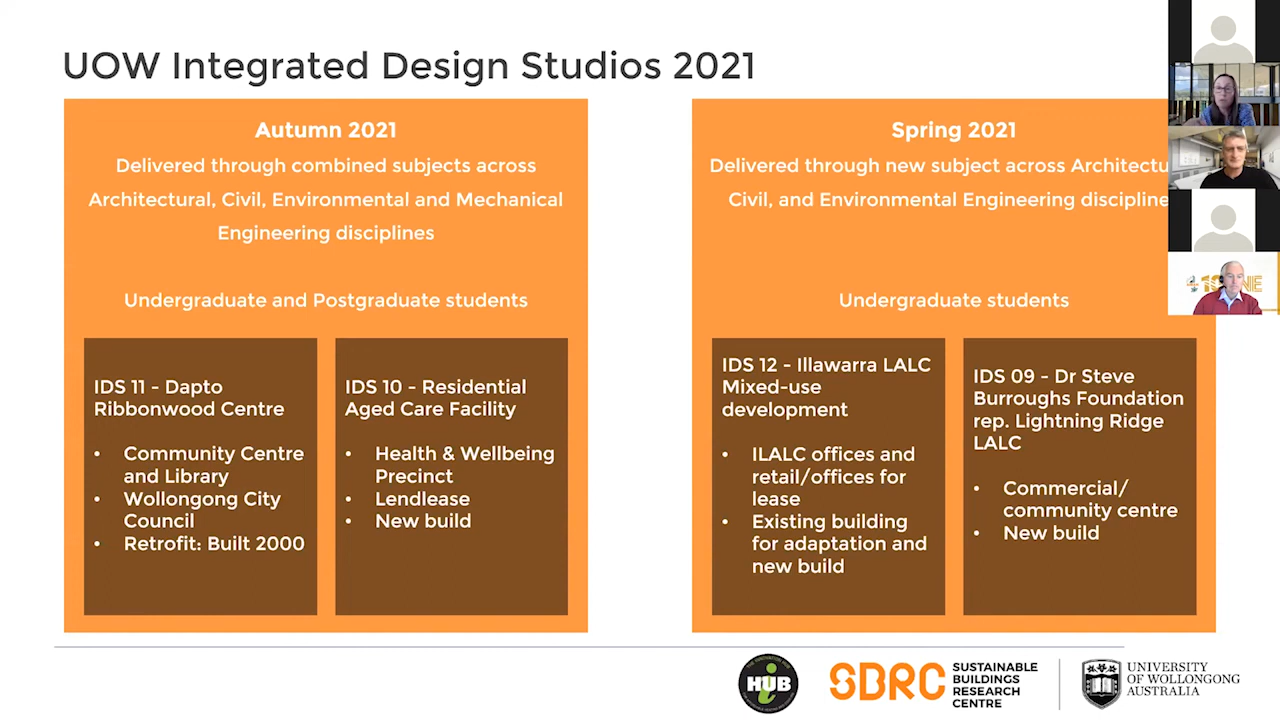 UOW Integrated Design Studios 2021
Autumn 2021
Delivered through combined subjects across
Architectural, Civil, Environmental and Mechanical
Engineering disciplines
Undergraduate and Postgraduate students
IDS 11 - Dapto
Ribbonwood Centre
• Community Centre
and Library
• Wollongong City
Council
• Retrofit: Built 2000
IDS 10 - Residential
Aged Care Facility
• Health & Wellbeing
Precinct
• Lendlease
• New build
Spring 2021
Delivered through new subject across Architectu
Civil, and Environmental Engineering discipline
Undergraduate students
IDS 12 - Illawarra LALC
Mixed-use
development
• ILALC offices and
retail/offices for
lease
• Existing building
for adaptation and
new build
IDS 09 - Dr Steve
Burroughs Foundation
rep. Lightning Ridge
LALC
• Commercial/
community centre
• New build
HUB
SBRC
SUSTAINABLE
BUILDINGS
RESEARCH
CENTRE
UNIVERSITY
OF WOLLONGONG
AUSTRALIA